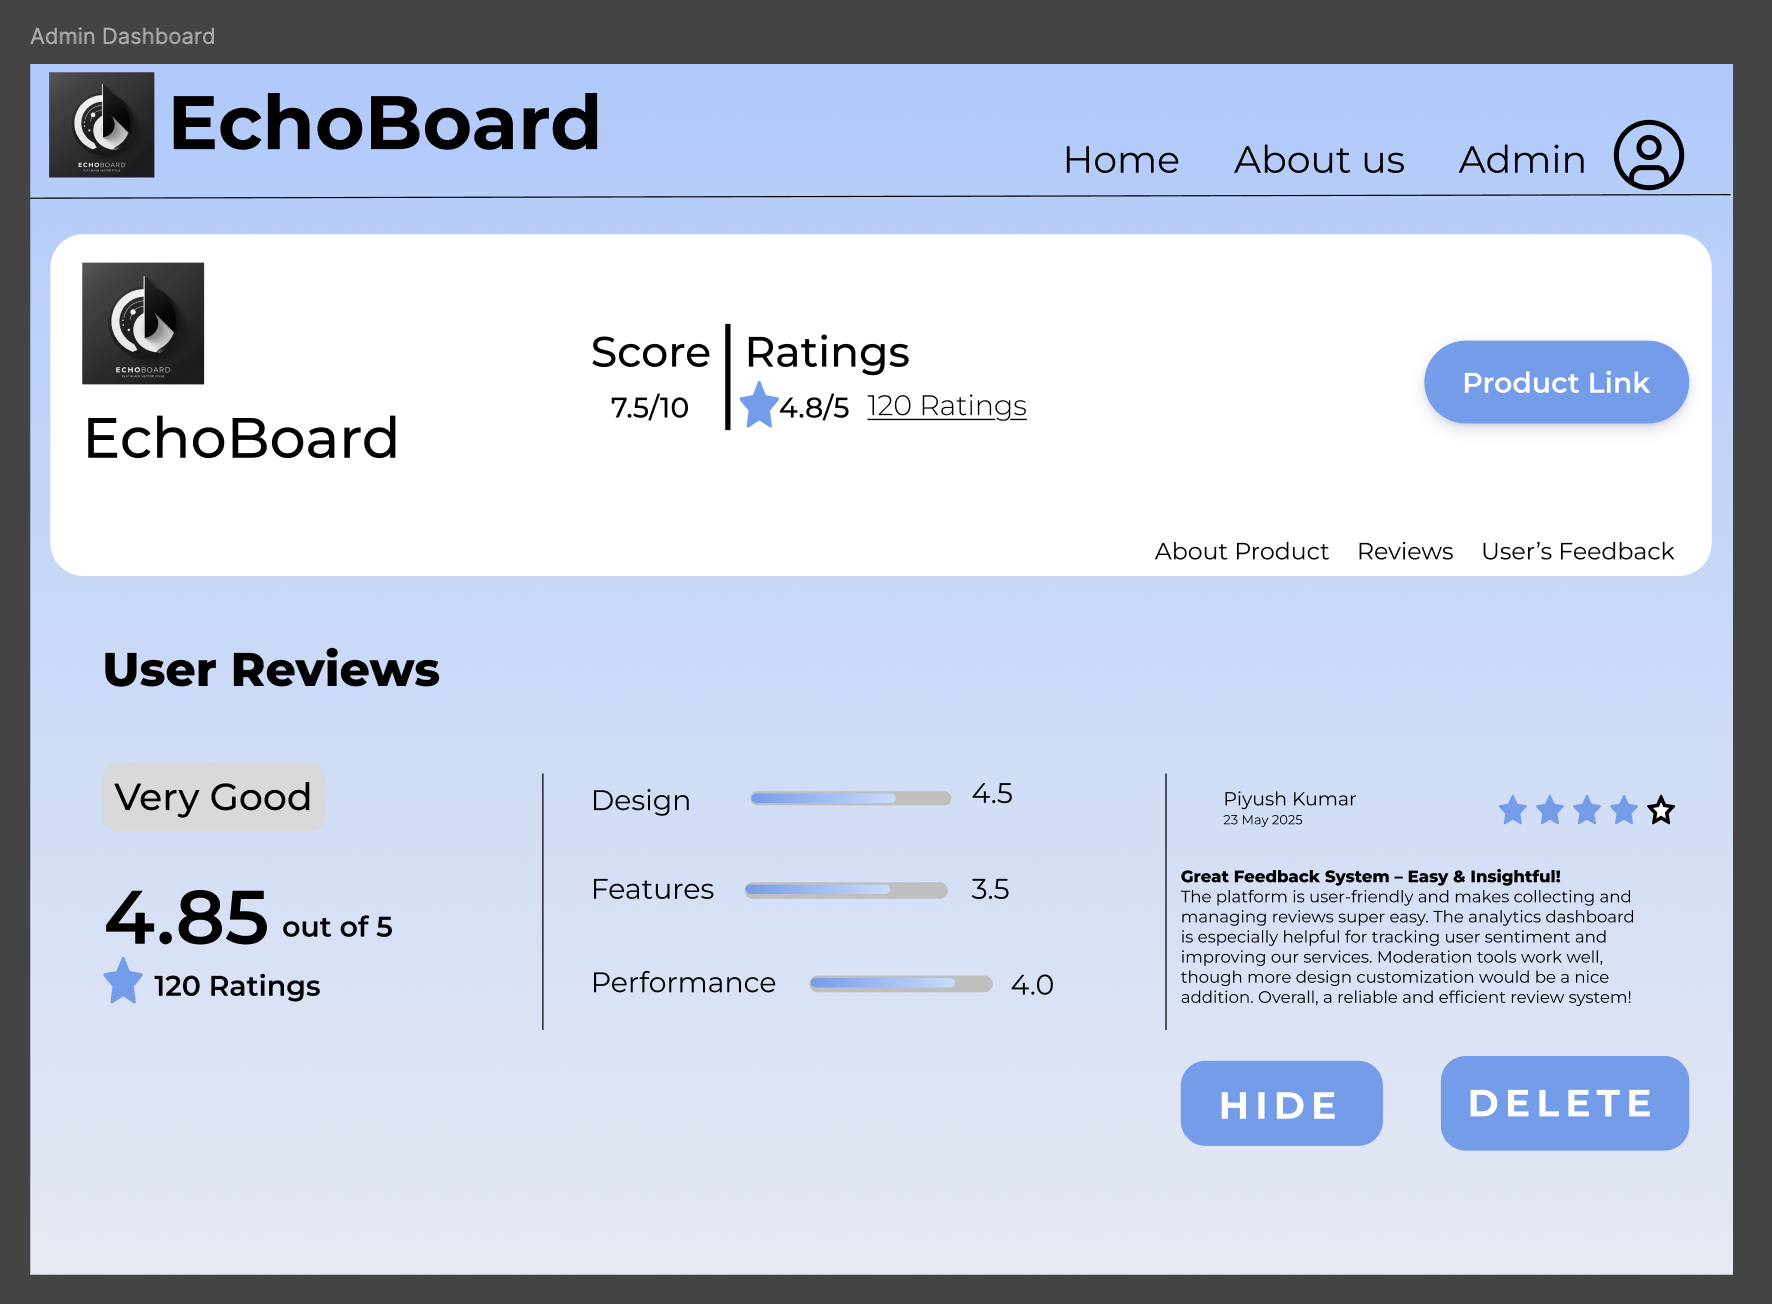 Admin Dashboard
ECHOBOARD
EchoBoard
Home About us Admin
ECHOBOARD
EchoBoard
Score Ratings
7.5/10 4.8/5 120 Ratings
Product Link
About Product Reviews User’s Feedback
User Reviews
Very Good
4.85 out of 5
120 Ratings
Design 4.5
Features 3.5
Performance 4.0
Piyush Kumar
23 May 2025
Great Feedback System – Easy & Insightful!
The platform is user-friendly and makes collecting and
managing reviews super easy. The analytics dashboard
is especially helpful for tracking user sentiment and
improving our services. Moderation tools work well,
though more design customization would be a nice
addition. Overall, a reliable and efficient review system!
HIDE DELETE